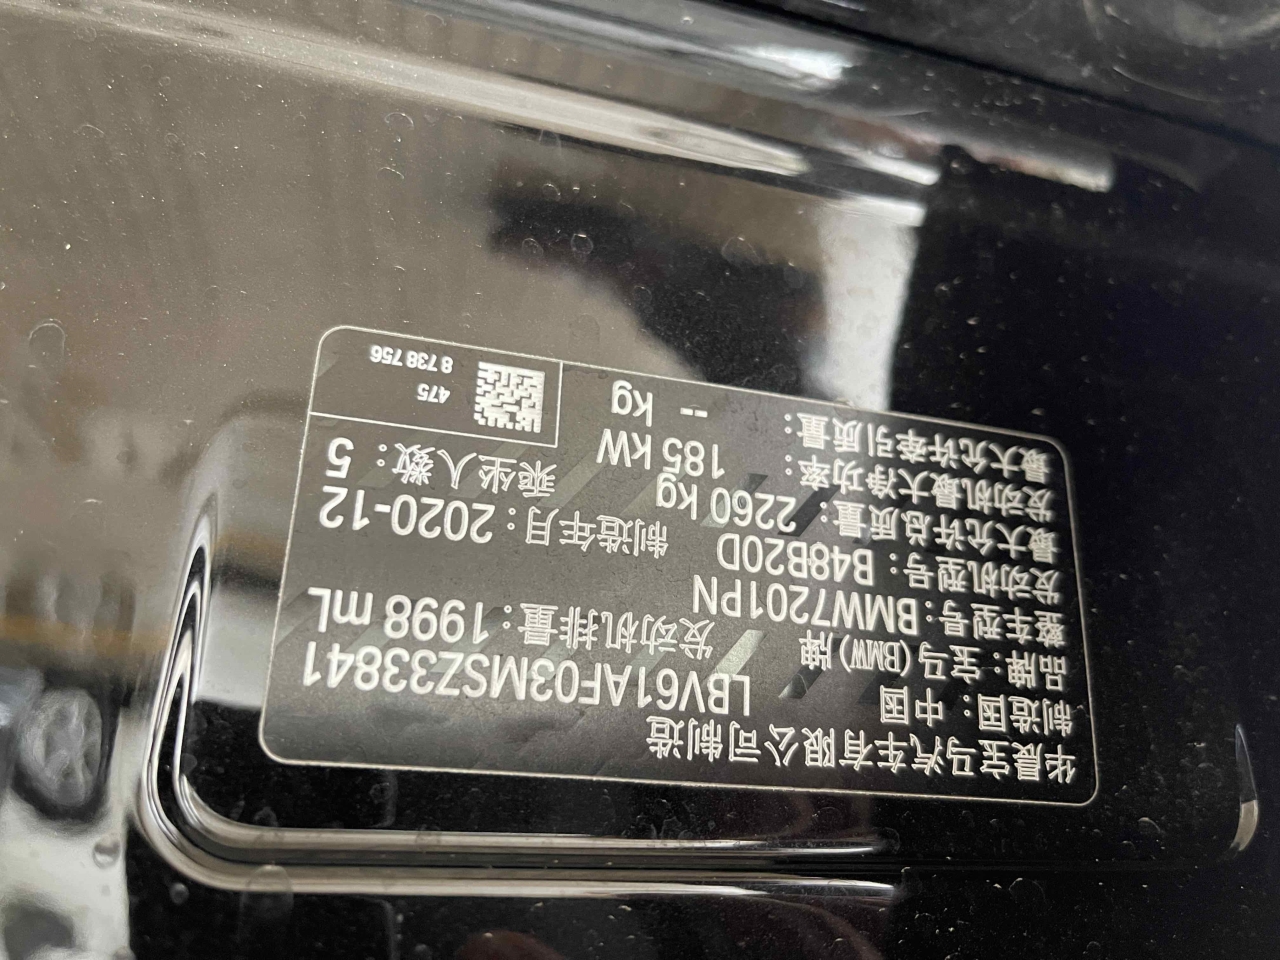 华晨宝马汽车有限公司制造
制造国：中国 LBV61AF03MSZ33841
品牌：宝马(BMW)牌
整车型号：BMW7201PN 发动机排量：1998 mL
发动机型号：B48B20D
最大允许总质量：2260 kg 制造年月：2020-12
发动机最大净功率：185 kW 乘坐人数：5
最大允许牵引质量：-- kg
475
8 738 756